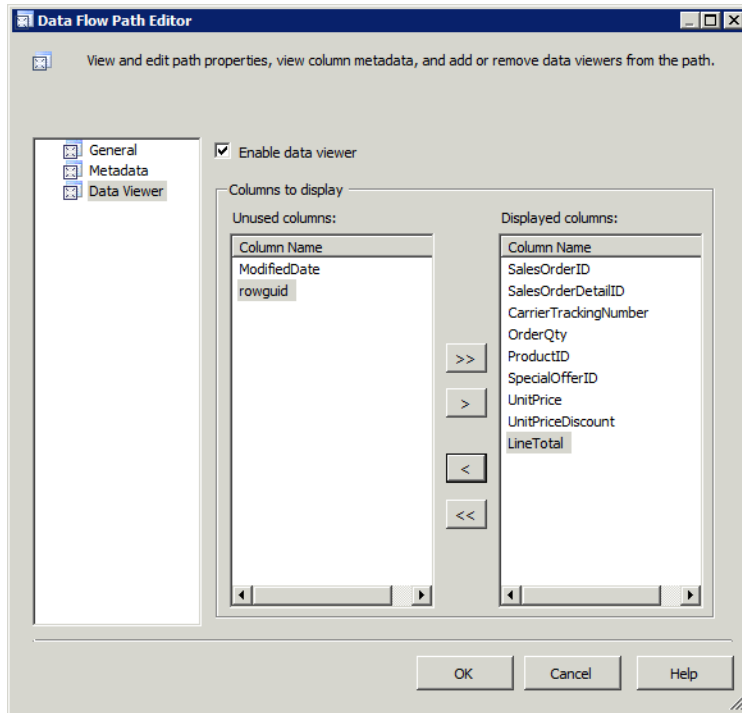 Data Flow Path Editor
View and edit path properties, view column metadata, and add or remove data viewers from the path.
General
Metadata
Data Viewer
Enable data viewer
Columns to display
Unused columns:
Column Name
ModifiedDate
rowguid
>>
>
<
<<
Displayed columns:
Column Name
SalesOrderID
SalesOrderDetailID
CarrierTrackingNumber
OrderQty
ProductID
SpecialOfferID
UnitPrice
UnitPriceDiscount
LineTotal
OK
Cancel
Help